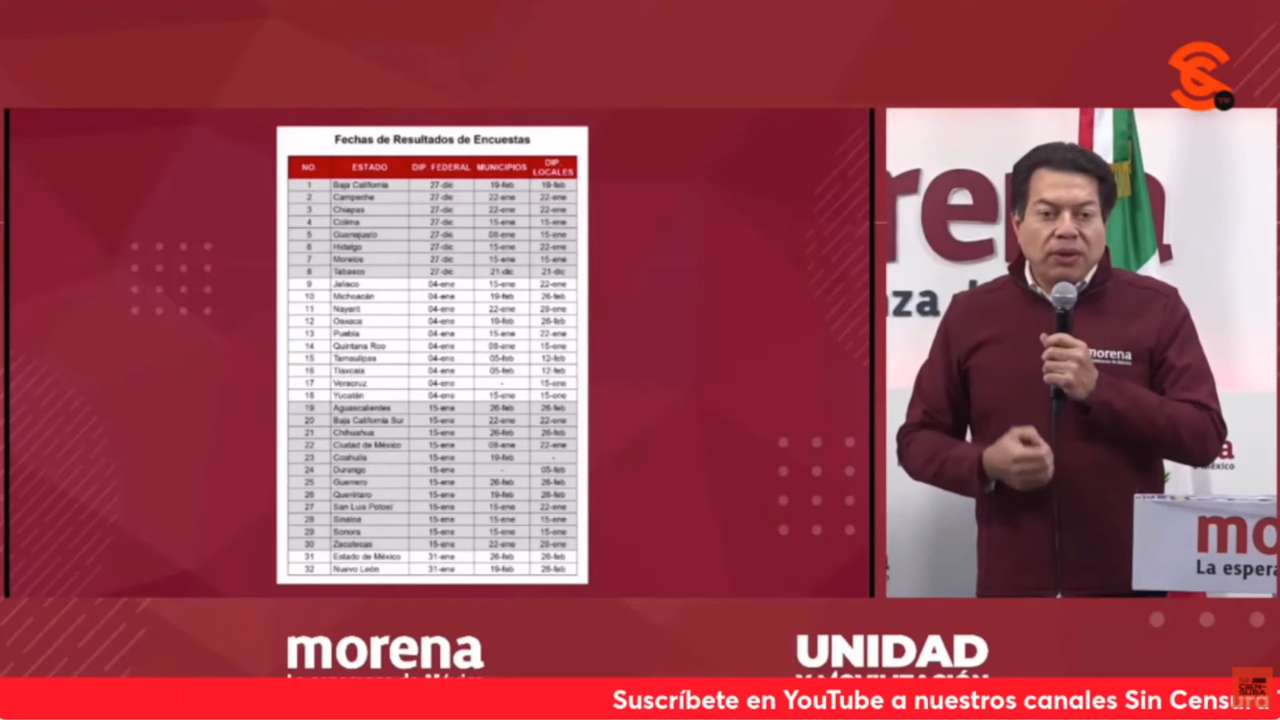 TV
Fechas de Resultados de Encuestas
NO. ESTADO DIP. FEDERAL MUNICIPIOS DIP. LOCALES
1 Baja California 27-dic 19-feb 19-feb
2 Campeche 27-dic 22-ene 22-ene
3 Chiapas 27-dic 22-ene 22-ene
4 Colima 27-dic 15-ene 15-ene
5 Guanajuato 27-dic 08-ene 15-ene
6 Hidalgo 27-dic 15-ene 22-ene
7 Morelos 27-dic 15-ene 15-ene
8 Tabasco 27-dic 21-dic 21-dic
9 Jalisco 04-ene 15-ene 22-ene
10 Michoacán 04-ene 19-feb 26-feb
11 Nayarit 04-ene 22-ene 29-ene
12 Oaxaca 04-ene 19-feb 26-feb
13 Puebla 04-ene 15-ene 22-ene
14 Quintana Roo 04-ene 08-ene 15-ene
15 Tamaulipas 04-ene 05-feb 12-feb
16 Tlaxcala 04-ene 05-feb 12-feb
17 Veracruz 04-ene - 15-ene
18 Yucatán 04-ene 15-ene 15-ene
19 Aguascalientes 15-ene 26-feb 26-feb
20 Baja California Sur 15-ene 22-ene 22-ene
21 Chihuahua 15-ene 26-feb 26-feb
22 Ciudad de México 15-ene 08-ene 22-ene
23 Coahuila 15-ene 19-feb -
24 Durango 15-ene - 05-feb
25 Guerrero 15-ene 26-feb 26-feb
26 Querétaro 15-ene 19-feb 26-feb
27 San Luis Potosí 15-ene 15-ene 22-ene
28 Sinaloa 15-ene 15-ene 15-ene
29 Sonora 15-ene 15-ene 15-ene
30 Zacatecas 15-ene 22-ene 29-ene
31 Estado de México 31-ene 26-feb 26-feb
32 Nuevo León 31-ene 19-feb 26-feb
rena
nza d
morena
mo
La espera
morena
UNIDAD
Suscríbete en YouTube a nuestros canales Sin Censura